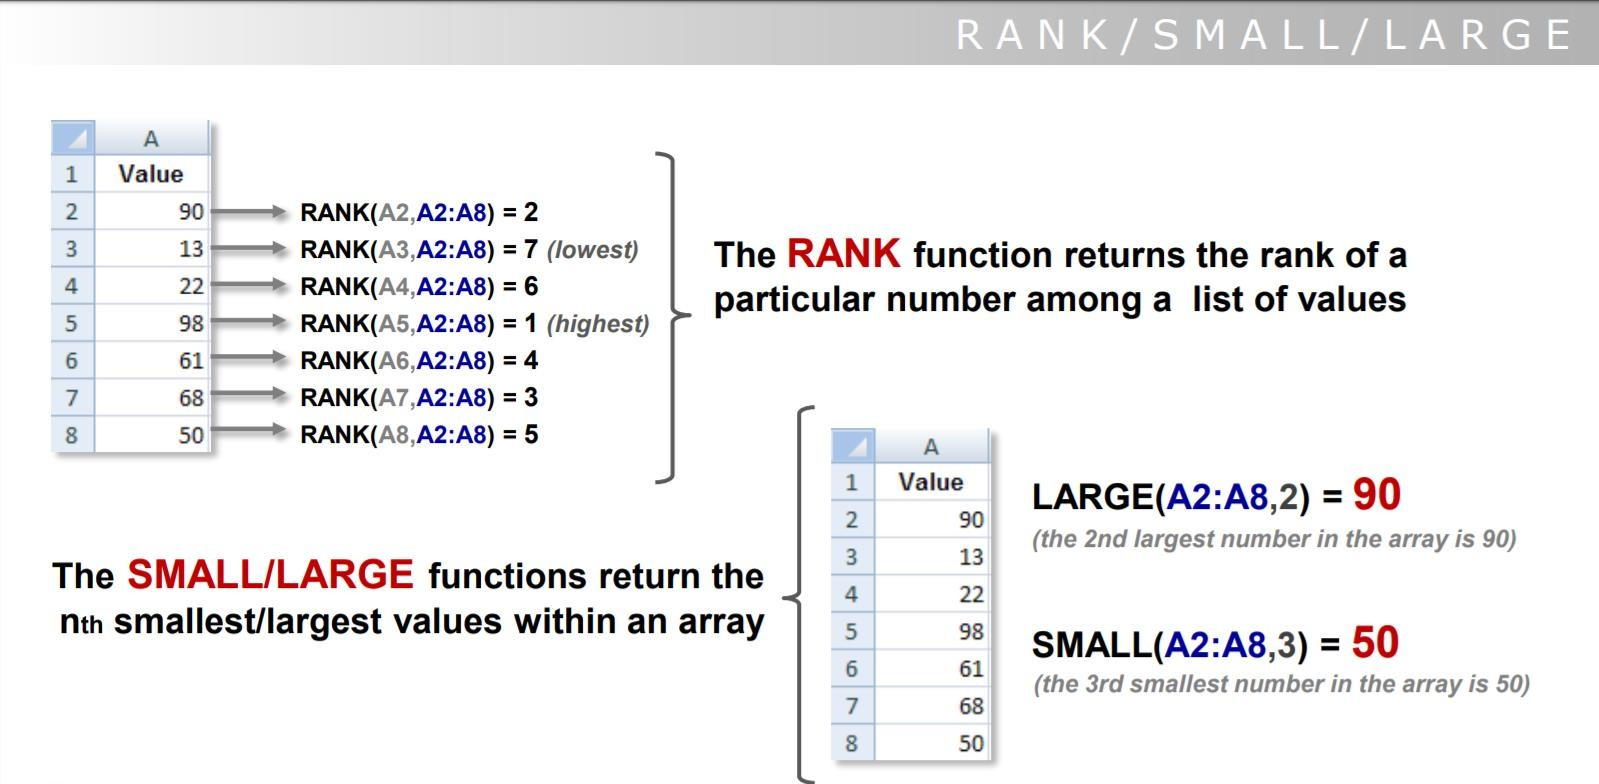 RANK/SMALL/LARGE
A
1 Value
2 90 RANK(A2,A2:A8) = 2
3 13 RANK(A3,A2:A8) = 7 (lowest)
4 22 RANK(A4,A2:A8) = 6
5 98 RANK(A5,A2:A8) = 1 (highest)
6 61 RANK(A6,A2:A8) = 4
7 68 RANK(A7,A2:A8) = 3
8 50 RANK(A8,A2:A8) = 5
The RANK function returns the rank of a
particular number among a list of values
The SMALL/LARGE functions return the
nth smallest/largest values within an array
A
1 Value
2 90
3 13
4 22
5 98
6 61
7 68
8 50
LARGE(A2:A8,2) = 90
(the 2nd largest number in the array is 90)
SMALL(A2:A8,3) = 50
(the 3rd smallest number in the array is 50)